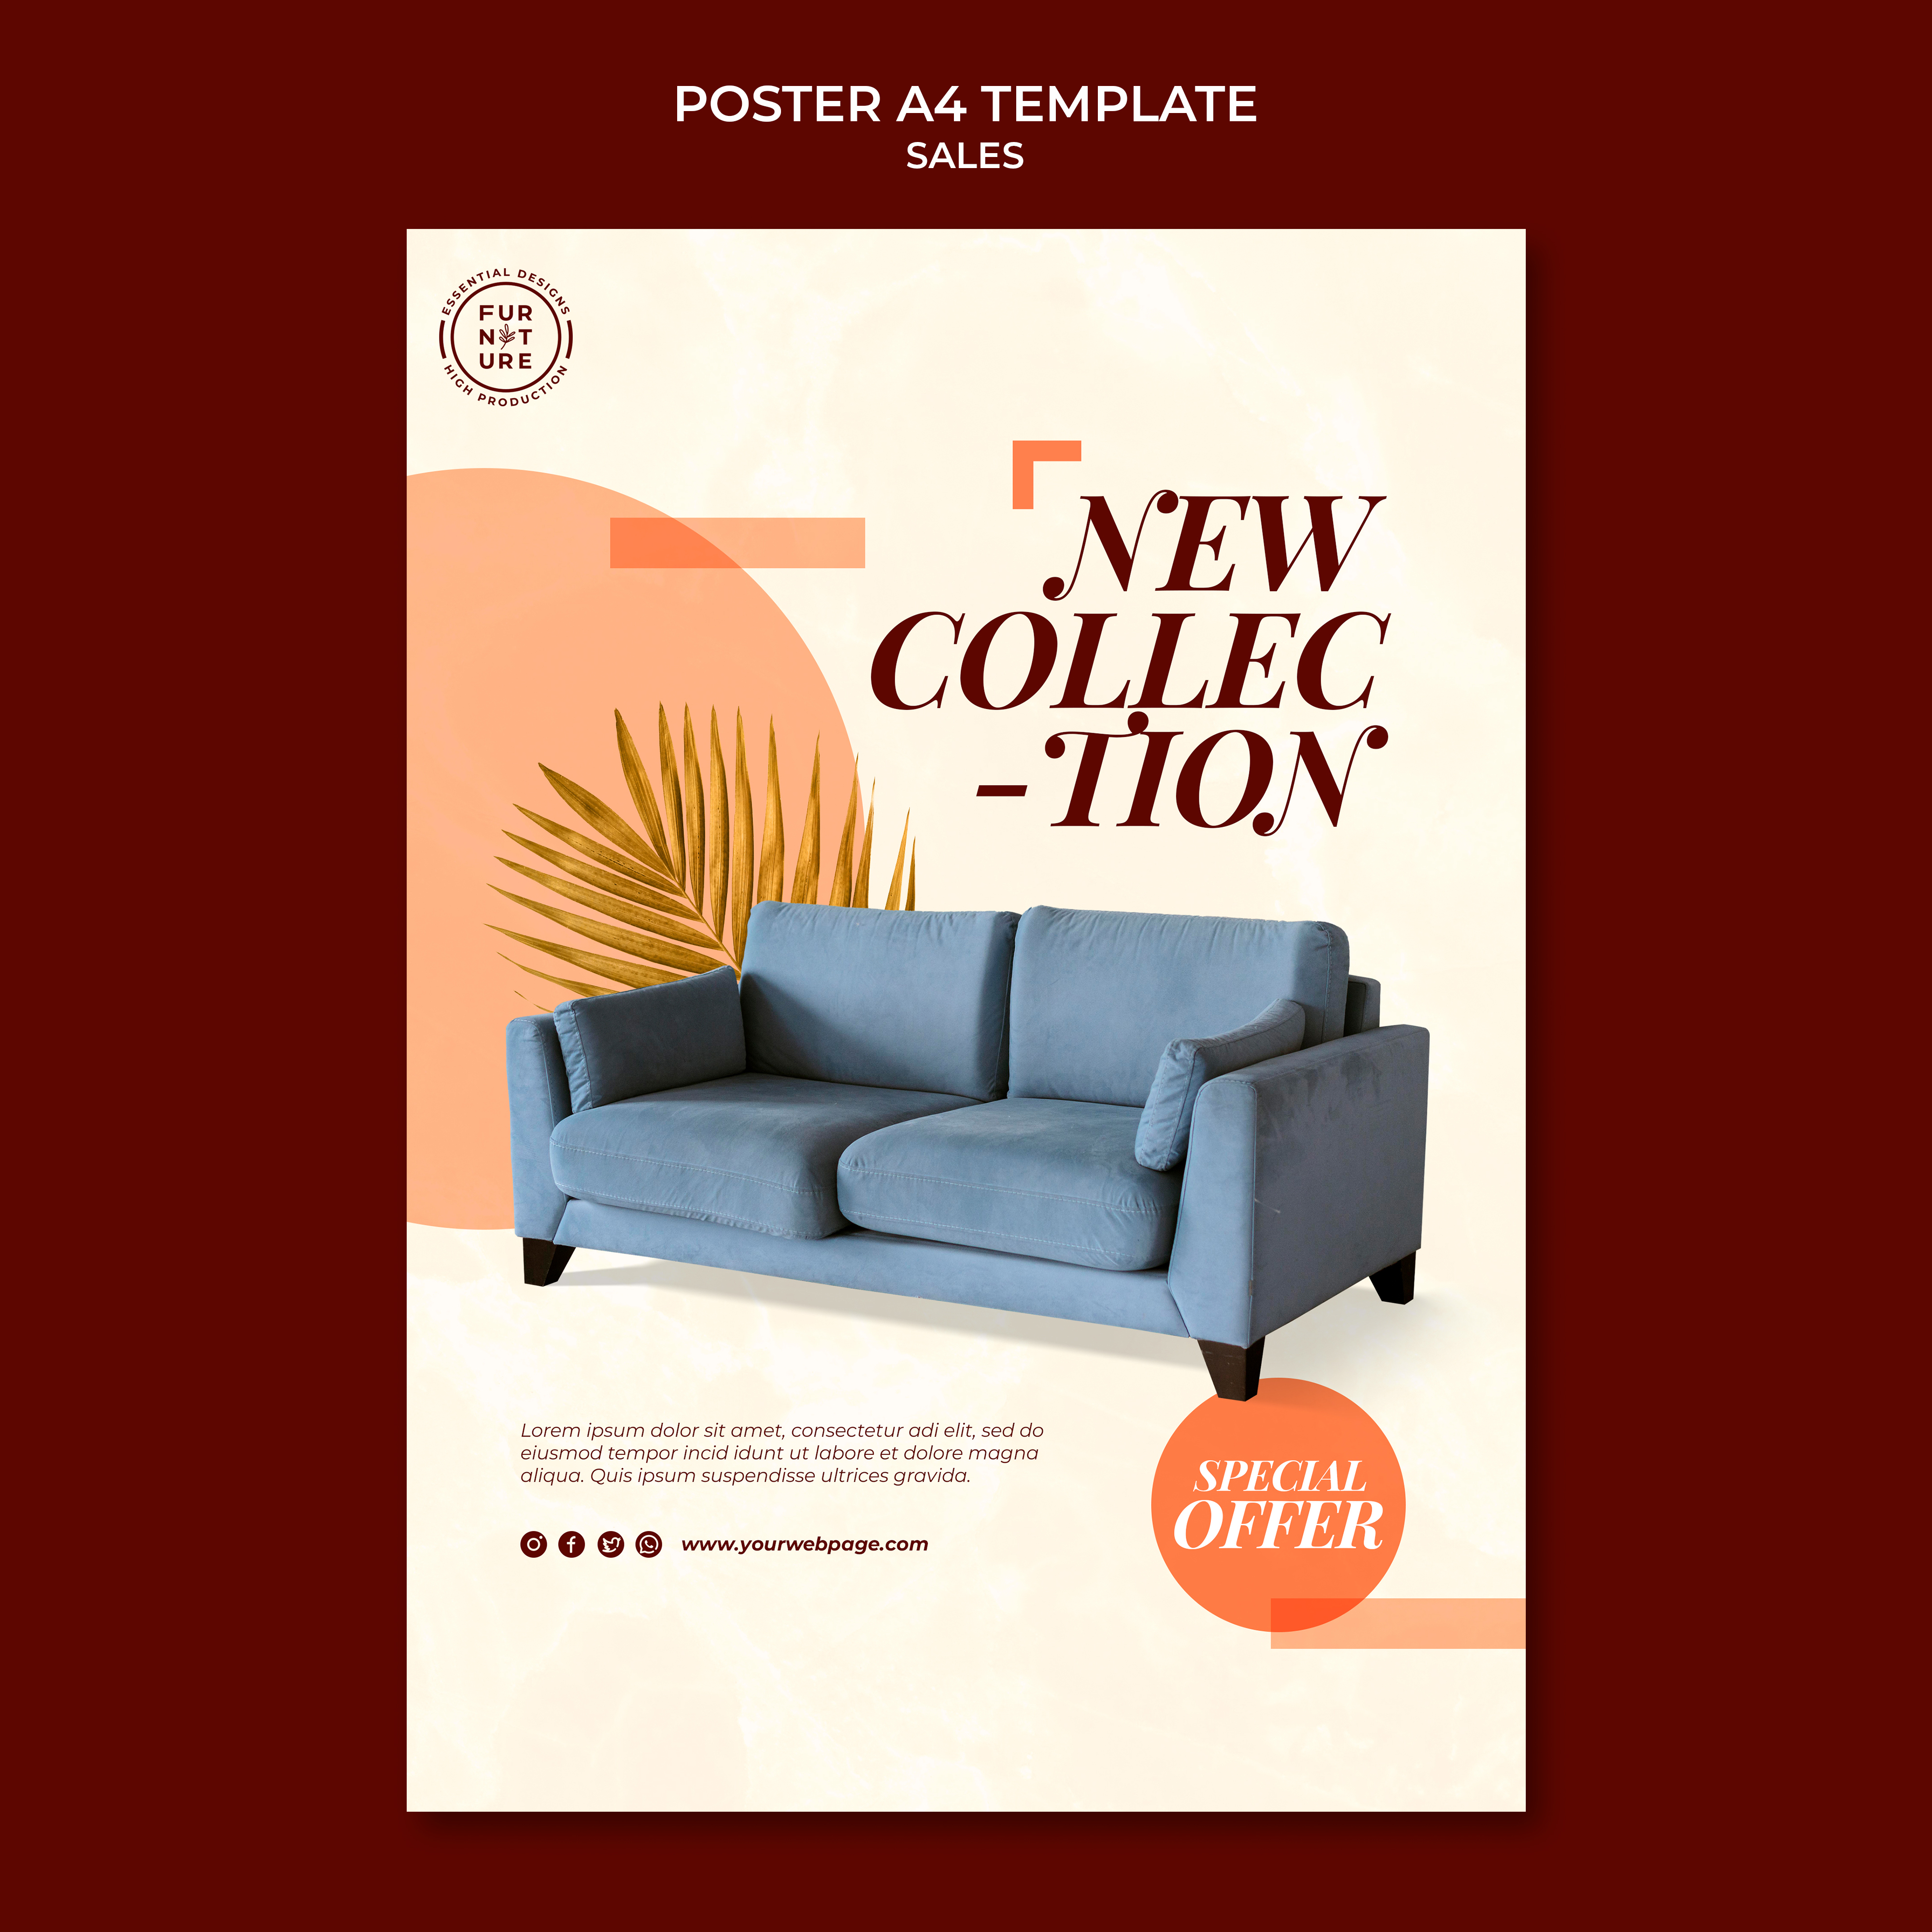 POSTER A4 TEMPLATE
SALES
ESSENTIAL DESIGNS
FUR
N T
URE
HIGH PRODUCTION
NEW
COLLEC
-TION
Lorem ipsum dolor sit amet, consectetur adi elit, sed do
eiusmod tempor incid idunt ut labore et dolore magna
aliqua. Quis ipsum suspendisse ultrices gravida.
www.yourwebpage.com
SPECIAL
OFFER